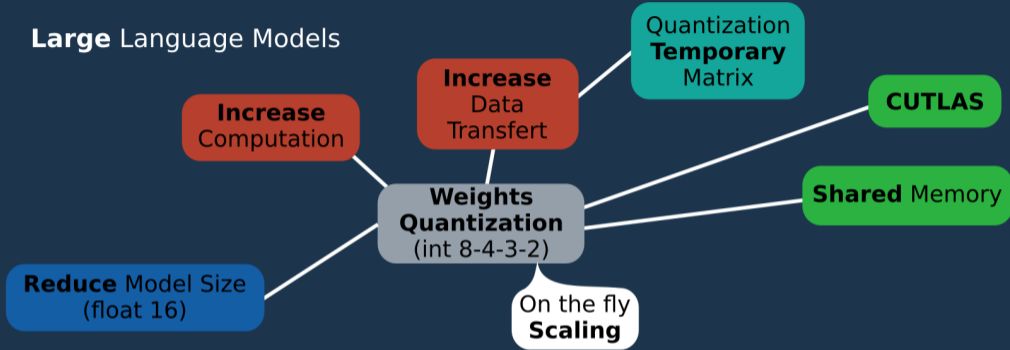 Large Language Models
Quantization
Temporary
Matrix
Increase
Data
Transfert
CUTLAS
Increase
Computation
Weights
Quantization
(int 8-4-3-2)
Shared Memory
Reduce Model Size
(float 16)
On the fly
Scaling